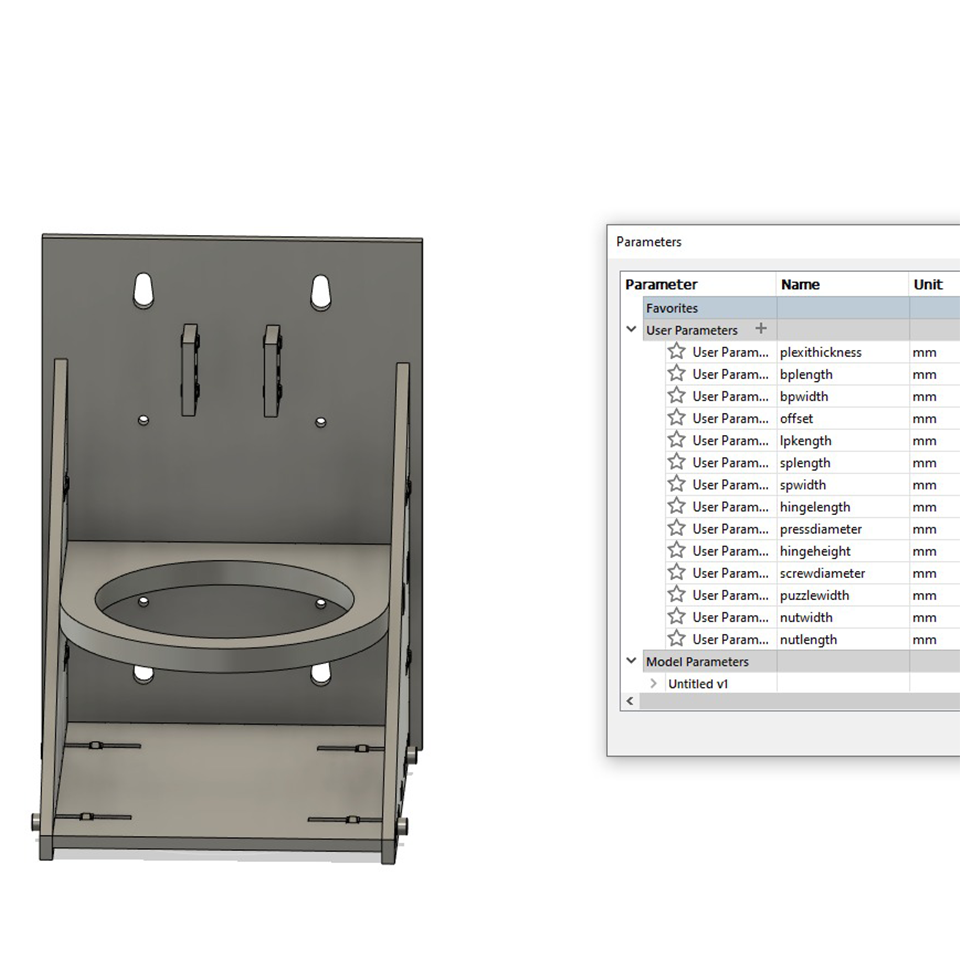 Parameters
Parameter Name Unit
Favorites
User Parameters +
User Param... plexithickness mm
User Param... bplength mm
User Param... bpwidth mm
User Param... offset mm
User Param... lpkength mm
User Param... splength mm
User Param... spwidth mm
User Param... hingelength mm
User Param... pressdiameter mm
User Param... hingeheight mm
User Param... screwdiameter mm
User Param... puzzlewidth mm
User Param... nutwidth mm
User Param... nutlength mm
Model Parameters
Untitled v1